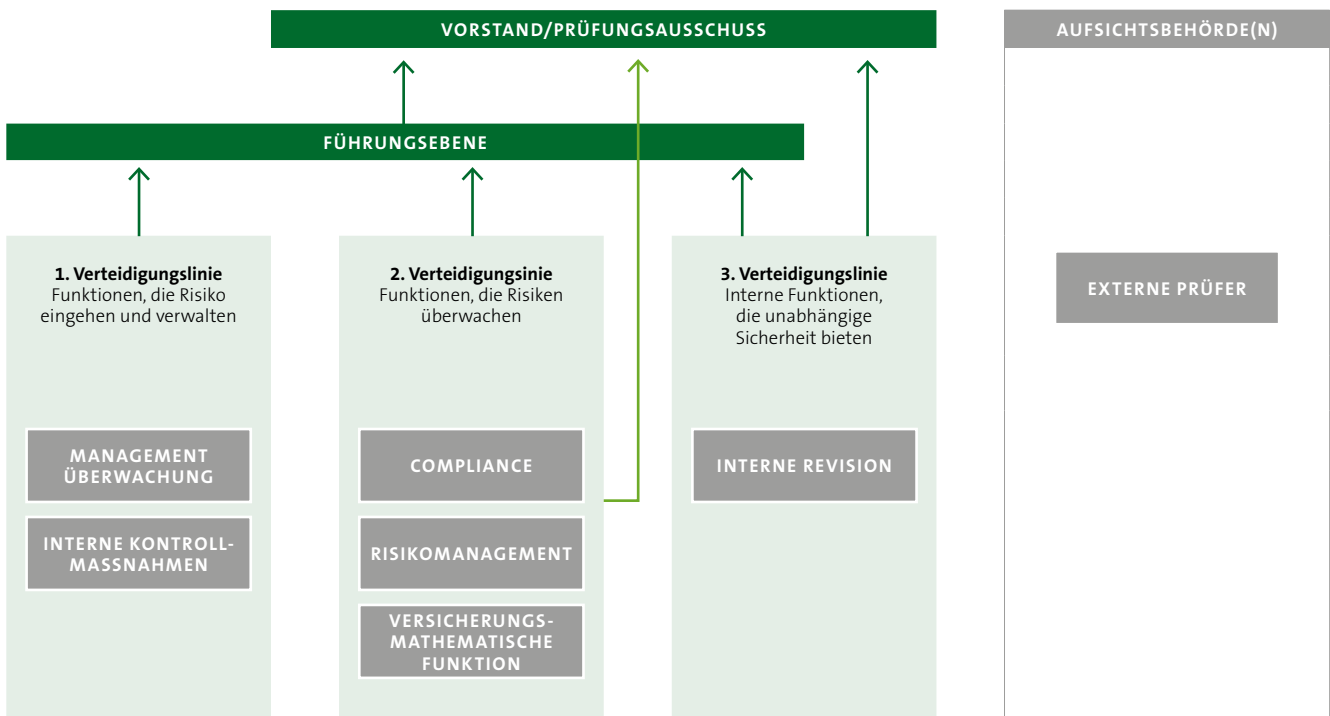 VORSTAND/PRÜFUNGSAUSSCHUSS
AUFSICHTSBEHÖRDE(N)
FÜHRUNGSEBENE
1. Verteidigungslinie
Funktionen, die Risiko
eingehen und verwalten
MANAGEMENT
ÜBERWACHUNG
INTERNE KONTROLL-
MASSNAHMEN
2. Verteidigungsinie
Funktionen, die Risiken
überwachen
COMPLIANCE
RISIKOMANAGEMENT
VERSICHERUNGS-
MATHEMATISCHE
FUNKTION
3. Verteidigungslinie
Interne Funktionen,
die unabhängige
Sicherheit bieten
INTERNE REVISION
EXTERNE PRÜFER